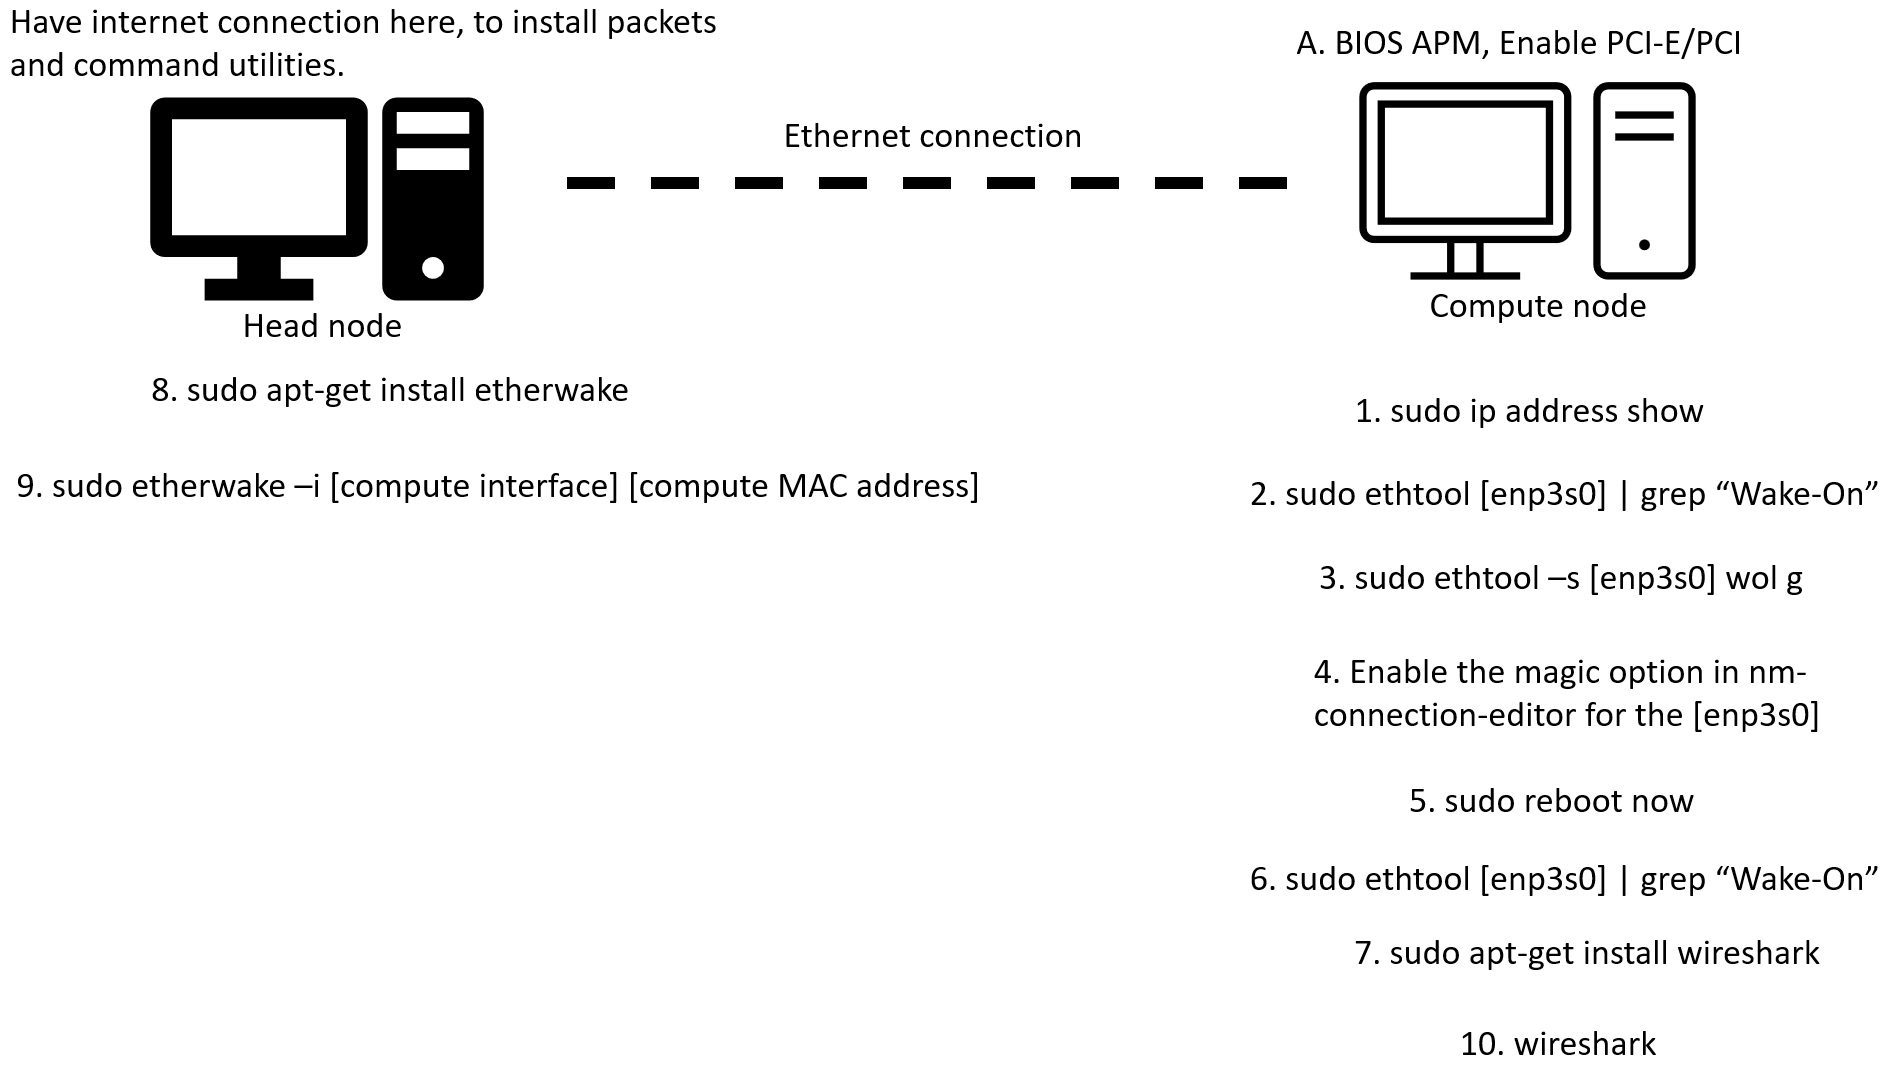 Have internet connection here, to install packets
and command utilities.
A. BIOS APM, Enable PCI-E/PCI
Ethernet connection
Head node
Compute node
8. sudo apt-get install etherwake
9. sudo etherwake –i [compute interface] [compute MAC address]
1. sudo ip address show
2. sudo ethtool [enp3s0] | grep “Wake-On”
3. sudo ethtool –s [enp3s0] wol g
4. Enable the magic option in nm-
connection-editor for the [enp3s0]
5. sudo reboot now
6. sudo ethtool [enp3s0] | grep “Wake-On”
7. sudo apt-get install wireshark
10. wireshark